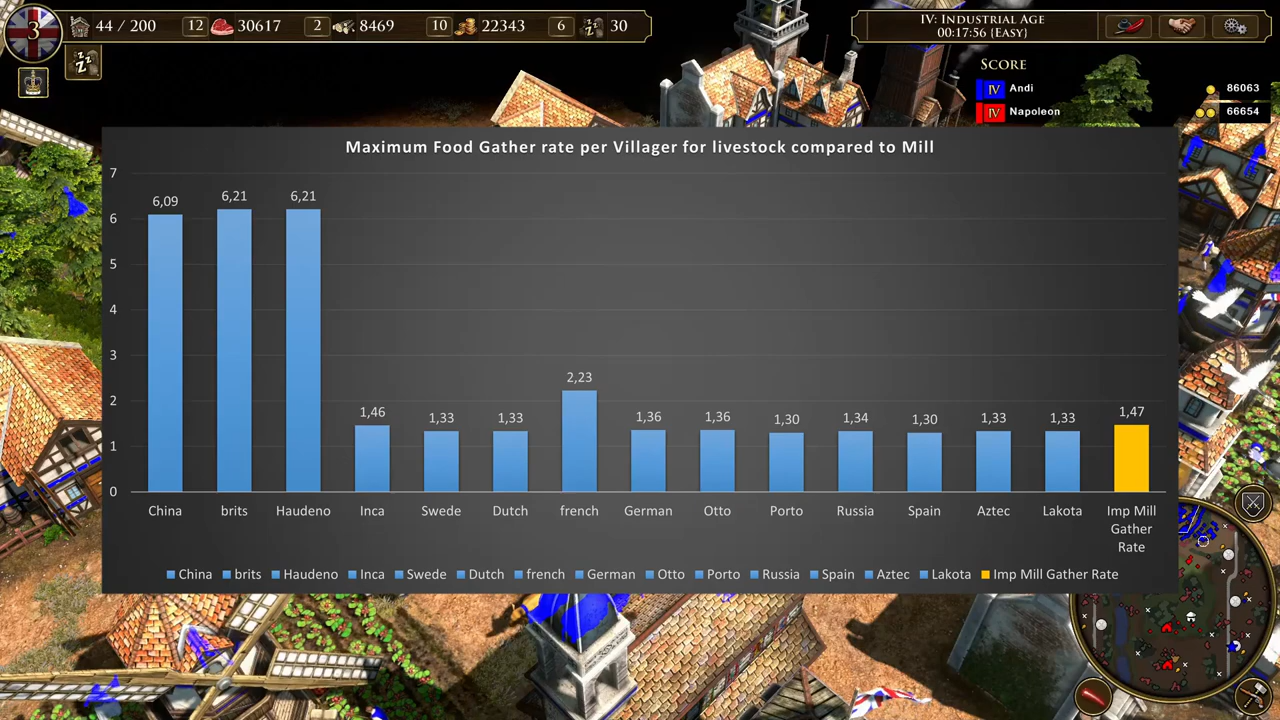 3 44 / 200 12 30617 2 8469 10 22343 6 30
IV: Industrial Age
00:17:56 {Easy}
Score
IV Andi 86063
IV Napoleon 66654
Maximum Food Gather rate per Villager for livestock compared to Mill
7
6
5
4
3
2
1
0
6,09 6,21 6,21 1,46 1,33 1,33 2,23 1,36 1,36 1,30 1,34 1,30 1,33 1,33 1,47
China brits Haudeno Inca Swede Dutch french German Otto Porto Russia Spain Aztec Lakota Imp Mill
Gather
Rate
China brits Haudeno Inca Swede Dutch french German Otto Porto Russia Spain Aztec Lakota Imp Mill Gather Rate